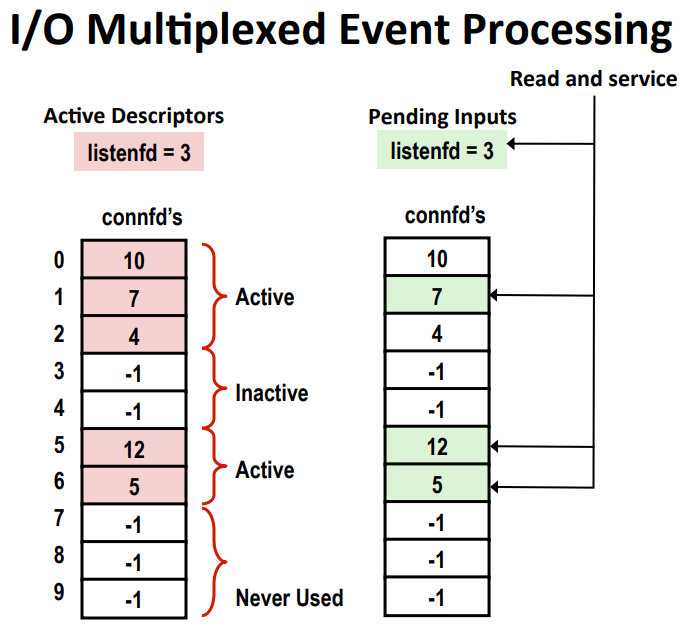 I/O Multiplexed Event Processing
Read and service
Active Descriptors
Pending Inputs
listenfd = 3
listenfd = 3
connfd's
connfd's
0 10 10
1 7 Active 7
2 4 4
3 -1 -1
Inactive
4 -1 -1
5 12 12
Active
6 5 5
7 -1 -1
8 -1 -1
9 -1 Never Used -1